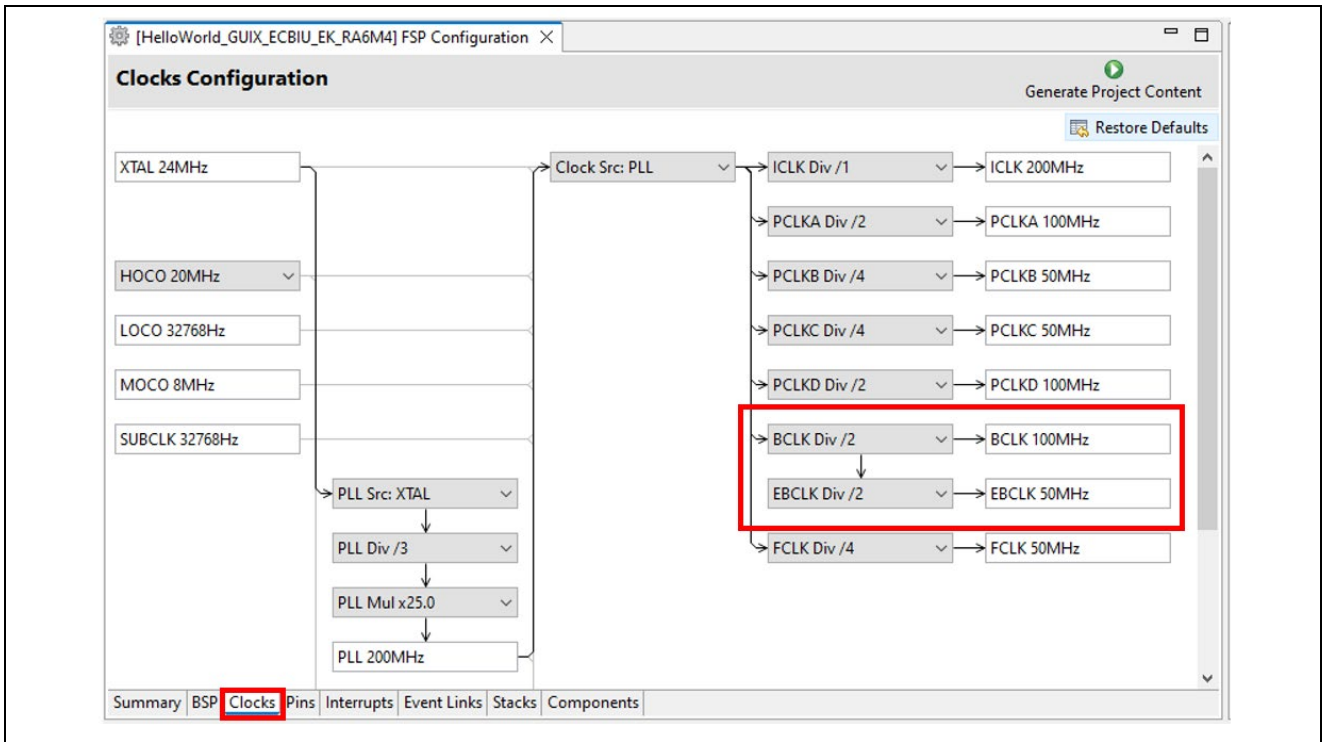 [HelloWorld_GUIX_ECBIU_EK_RA6M4] FSP Configuration
Clocks Configuration
Generate Project Content
Restore Defaults
XTAL 24MHz
Clock Src: PLL
ICLK Div /1
ICLK 200MHz
PCLKA Div /2
PCLKA 100MHz
HOCO 20MHz
PCLKB Div /4
PCLKB 50MHz
LOCO 32768Hz
PCLKC Div /4
PCLKC 50MHz
MOCO 8MHz
PCLKD Div /2
PCLKD 100MHz
SUBCLK 32768Hz
BCLK Div /2
BCLK 100MHz
PLL Src: XTAL
EBCLK Div /2
EBCLK 50MHz
PLL Div /3
FCLK Div /4
FCLK 50MHz
PLL Mul x25.0
PLL 200MHz
Summary BSP Clocks Pins Interrupts Event Links Stacks Components